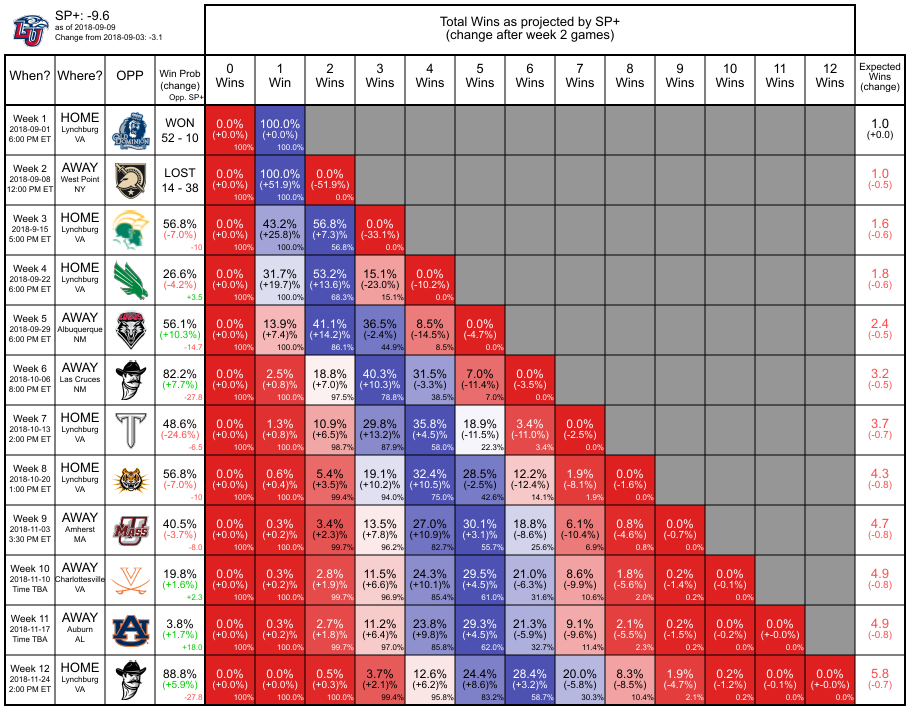 SP+: -9.6
as of 2018-09-09
Change from 2018-09-03: -3.1
Total Wins as projected by SP+
(change after week 2 games)
When? Where? OPP Win Prob (change) Opp. SP+ 0 Wins 1 Win 2 Wins 3 Wins 4 Wins 5 Wins 6 Wins 7 Wins 8 Wins 9 Wins 10 Wins 11 Wins 12 Wins Expected Wins (change)
Week 1 HOME WON 0.0% 100.0% 1.0
2018-09-01 Lynchburg DOMINION 52 - 10 (+0.0%) (+0.0%) (+0.0)
6:00 PM ET VA 100% 100.0%
Week 2 AWAY LOST 0.0% 100.0% 0.0% 1.0
2018-09-08 West Point 14 - 38 (+0.0%) (+51.9)% (-51.9%) (-0.5)
12:00 PM ET NY 100% 100.0% 0.0%
Week 3 HOME 56.8% 0.0% 43.2% 56.8% 0.0% 1.6
2018-9-15 Lynchburg (-7.0%) (+0.0%) (+25.8)% (+7.3)% (-33.1%) (-0.6)
5:00 PM ET VA -10 100% 100.0% 56.8% 0.0%
Week 4 HOME 26.6% 0.0% 31.7% 53.2% 15.1% 0.0% 1.8
2018-09-22 Lynchburg (-4.2%) (+0.0%) (+19.7)% (+13.6)% (-23.0%) (-10.2%) (-0.6)
6:00 PM ET VA +3.5 100% 100.0% 68.3% 15.1% 0.0%
Week 5 AWAY 56.1% 0.0% 13.9% 41.1% 36.5% 8.5% 0.0% 2.4
2018-09-29 Albuquerque (+10.3%) (+0.0%) (+7.4)% (+14.2)% (-2.4%) (-14.5%) (-4.7%) (-0.5)
6:00 PM ET NM -14.7 100% 100.0% 86.1% 44.9% 8.5% 0.0%
Week 6 AWAY 82.2% 0.0% 2.5% 18.8% 40.3% 31.5% 7.0% 0.0% 3.2
2018-10-06 Las Cruces (+7.7%) (+0.0%) (+0.8)% (+7.0)% (+10.3)% (-3.3%) (-11.4%) (-3.5%) (-0.5)
8:00 PM ET NM -27.8 100% 100.0% 97.5% 78.8% 38.5% 7.0% 0.0%
Week 7 HOME 48.6% 0.0% 1.3% 10.9% 29.8% 35.8% 18.9% 3.4% 0.0% 3.7
2018-10-13 Lynchburg (-24.6%) (+0.0%) (+0.8)% (+6.5)% (+13.2)% (+4.5)% (-11.5%) (-11.0%) (-2.5%) (-0.7)
2:00 PM ET VA -6.5 100% 100.0% 98.7% 87.9% 58.0% 22.3% 3.4% 0.0%
Week 8 HOME 56.8% 0.0% 0.6% 5.4% 19.1% 32.4% 28.5% 12.2% 1.9% 0.0% 4.3
2018-10-20 Lynchburg (-7.0%) (+0.0%) (+0.4)% (+3.5)% (+10.2)% (+10.5)% (-2.5%) (-12.4%) (-8.1%) (-1.6%) (-0.8)
1:00 PM ET VA -10 100% 100.0% 99.4% 94.0% 75.0% 42.6% 14.1% 1.9% 0.0%
Week 9 AWAY 40.5% 0.0% 0.3% 3.4% 13.5% 27.0% 30.1% 18.8% 6.1% 0.8% 0.0% 4.7
2018-11-03 Amherst MASS (-3.7%) (+0.0%) (+0.2)% (+2.3)% (+7.8)% (+10.9)% (+3.1)% (-8.6%) (-10.4%) (-4.6%) (-0.7%) (-0.8)
3:30 PM ET MA -8.0 100% 100.0% 99.7% 96.2% 82.7% 55.7% 25.6% 6.9% 0.8% 0.0%
Week 10 AWAY 19.8% 0.0% 0.3% 2.8% 11.5% 24.3% 29.5% 21.0% 8.6% 1.8% 0.2% 0.0% 4.9
2018-11-10 Charlottesville (+1.6%) (+0.0%) (+0.2)% (+1.9)% (+6.6)% (+10.1)% (+4.5)% (-6.3%) (-9.9%) (-5.6%) (-1.4%) (-0.1%) (-0.8)
Time TBA VA +2.3 100% 100.0% 99.7% 96.9% 85.4% 61.0% 31.6% 10.6% 2.0% 0.2% 0.0%
Week 11 AWAY 3.8% 0.0% 0.3% 2.7% 11.2% 23.8% 29.3% 21.3% 9.1% 2.1% 0.2% 0.0% 0.0% 4.9
2018-11-17 Auburn (+1.7%) (+0.0%) (+0.2)% (+1.8)% (+6.4)% (+9.8)% (+4.5)% (-5.9%) (-9.6%) (-5.5%) (-1.5%) (-0.2%) (+-0.0%) (-0.8)
Time TBA AL +18.0 100% 100.0% 99.7% 97.0% 85.8% 62.0% 32.7% 11.4% 2.3% 0.2% 0.0% 0.0%
Week 12 HOME 88.8% 0.0% 0.0% 0.5% 3.7% 12.6% 24.4% 28.4% 20.0% 8.3% 1.9% 0.2% 0.0% 0.0% 5.8
2018-11-24 Lynchburg (+5.9%) (+0.0%) (+0.0)% (+0.3)% (+2.1)% (+6.2)% (+8.6)% (+3.2)% (-5.8%) (-8.5%) (-4.7%) (-1.2%) (-0.1%) (+-0.0%) (-0.7)
2:00 PM ET VA -27.8 100% 100.0% 100.0% 99.4% 95.8% 83.2% 58.7% 30.3% 10.4% 2.1% 0.2% 0.0% 0.0%